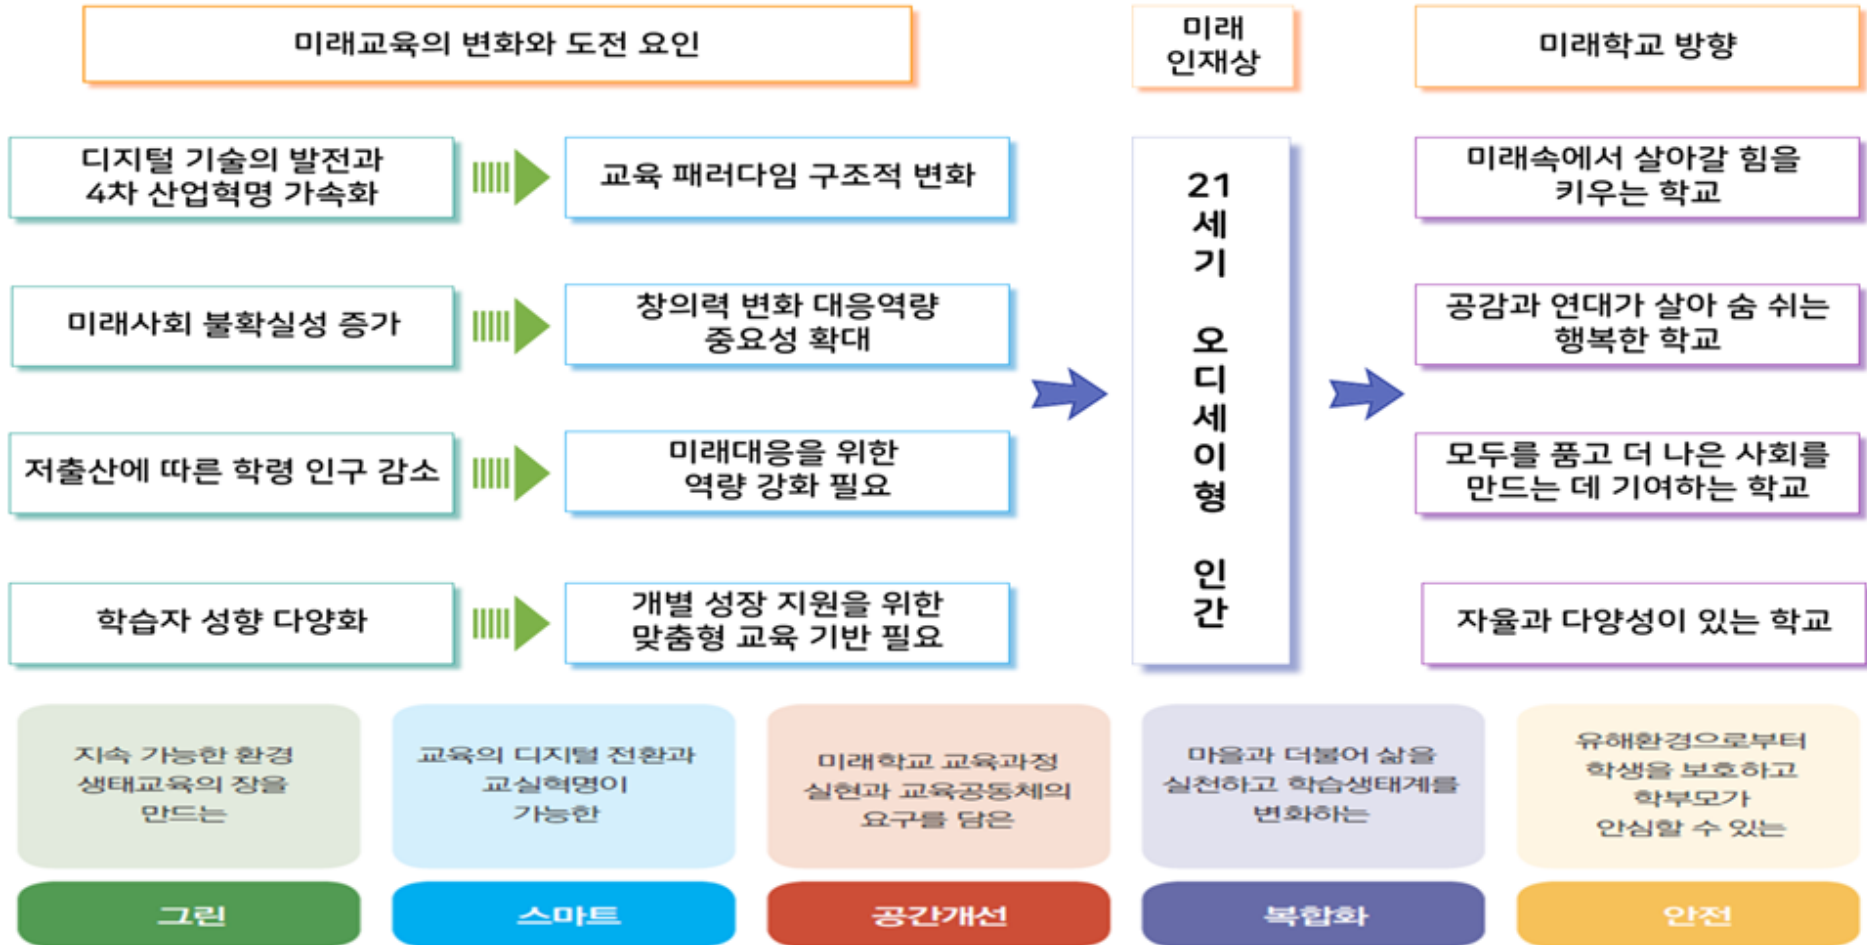 미래교육의 변화와 도전 요인
미래
인재상
미래학교 방향
디지털 기술의 발전과
4차 산업혁명 가속화
교육 패러다임 구조적 변화
미래사회 불확실성 증가
창의력 변화 대응역량
중요성 확대
저출산에 따른 학령 인구 감소
미래대응을 위한
역량 강화 필요
학습자 성향 다양화
개별 성장 지원을 위한
맞춤형 교육 기반 필요
21
세
기
오
디
세
이
형
인
간
미래속에서 살아갈 힘을
키우는 학교
공감과 연대가 살아 숨 쉬는
행복한 학교
모두를 품고 더 나은 사회를
만드는 데 기여하는 학교
자율과 다양성이 있는 학교
지속 가능한 환경
생태교육의 장을
만드는
그린
교육의 디지털 전환과
교실혁명이
가능한
스마트
미래학교 교육과정
실현과 교육공동체의
요구를 담은
공간개선
마을과 더불어 삶을
실천하고 학습생태계를
변화하는
복합화
유해환경으로부터
학생을 보호하고
학부모가
안심할 수 있는
안전